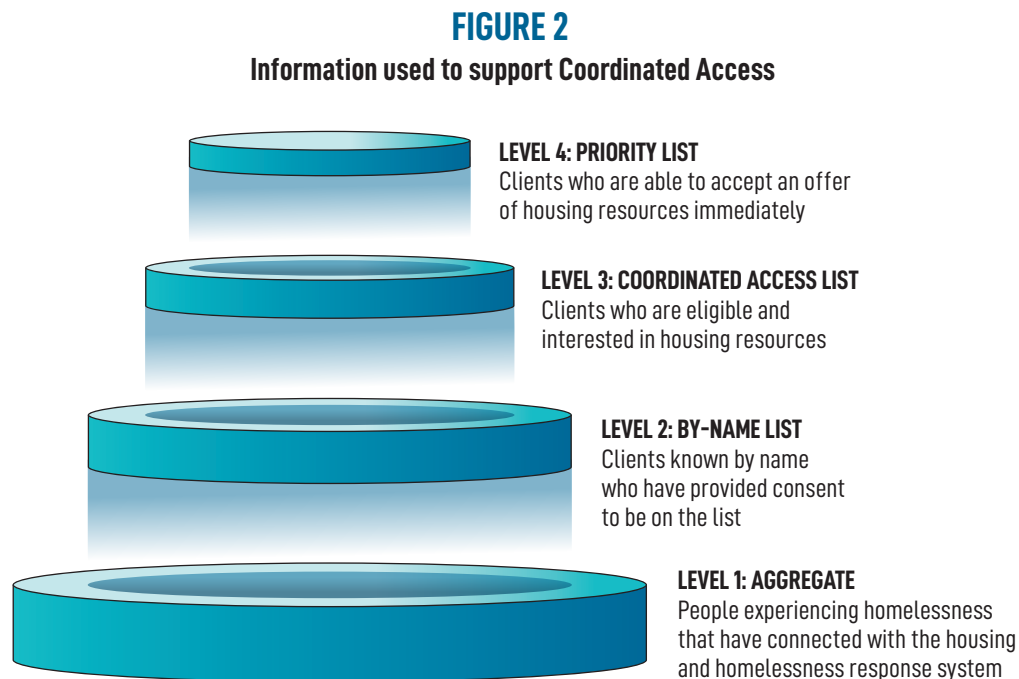 FIGURE 2
Information used to support Coordinated Access
LEVEL 4: PRIORITY LIST
Clients who are able to accept an offer
of housing resources immediately
LEVEL 3: COORDINATED ACCESS LIST
Clients who are eligible and
interested in housing resources
LEVEL 2: BY-NAME LIST
Clients known by name
who have provided consent
to be on the list
LEVEL 1: AGGREGATE
People experiencing homelessness
that have connected with the housing
and homelessness response system